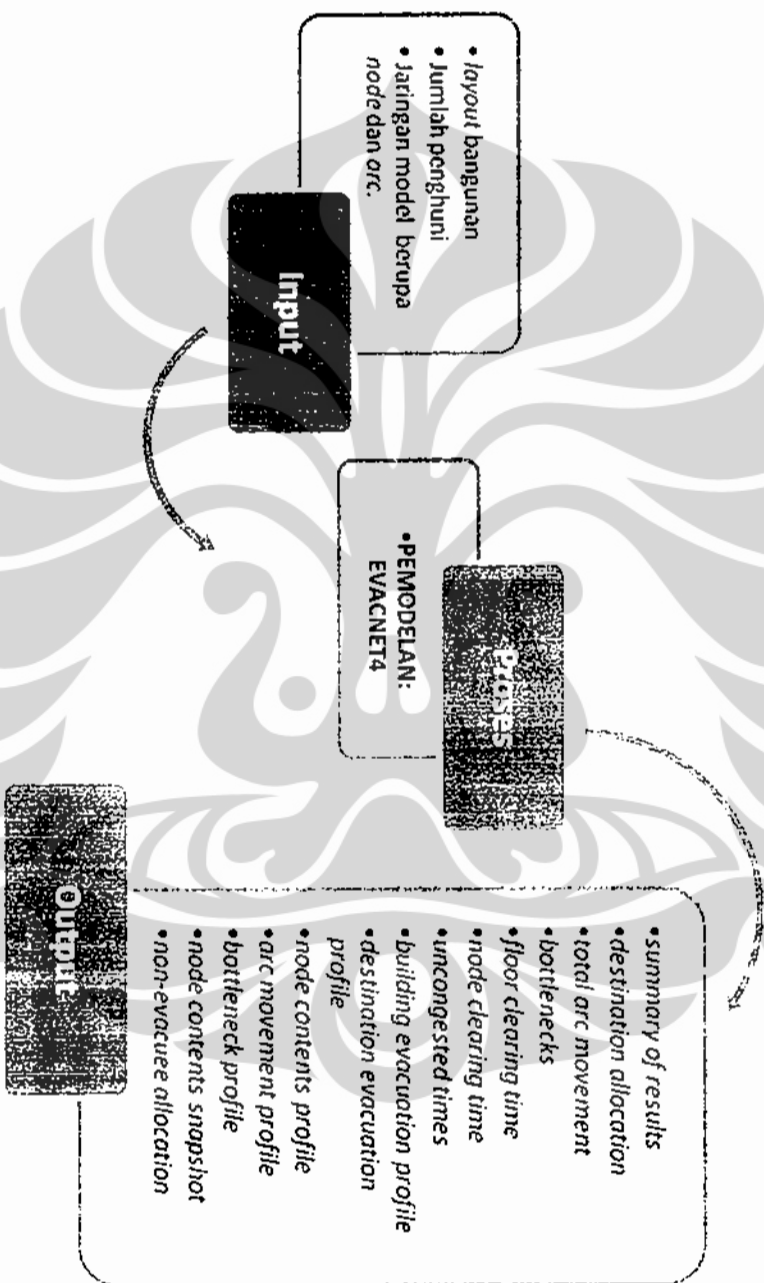 • layout bangunan
• Jumlah penghuni
• Jaringan model berupa
node dan arc.
Input
•PEMODELAN:
EVACNET4
Proses
•summary of results
•destination allocation
•total arc movement
•bottlenecks
•floor clearing time
•node clearing time
•uncongested times
•building evacuation profile
•destination evacuation
profile
•node contents profile
•arc movement profile
•bottleneck profile
•node contents snapshot
•non-evacuee allocation
Output